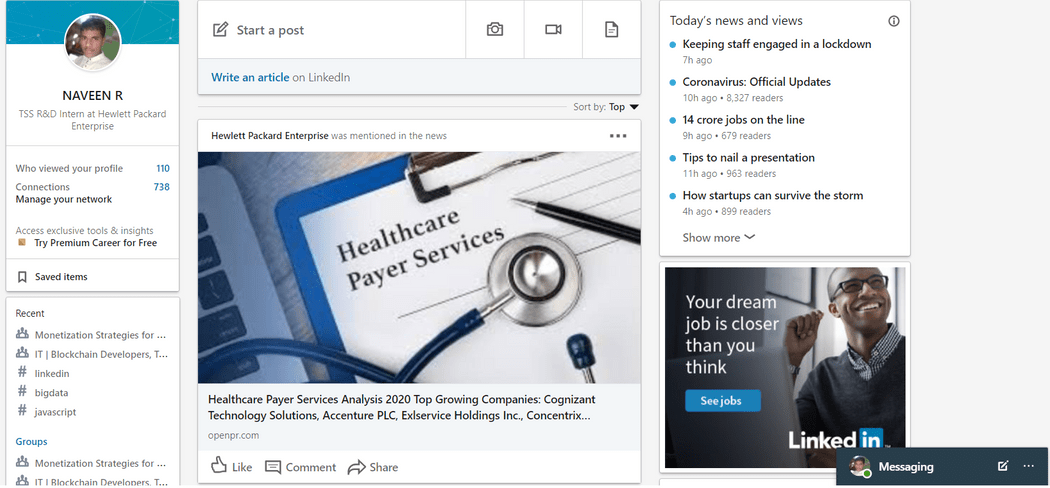 NAVEEN R
TSS R&D Intern at Hewlett Packard
Enterprise
Who viewed your profile 110
Connections 738
Manage your network
Access exclusive tools & insights
Try Premium Career for Free
Saved items
Recent
Monetization Strategies for ...
IT | Blockchain Developers, T...
# linkedin
# bigdata
# javascript
Groups
Monetization Strategies for ...
IT | Blockchain Developers, T...
Start a post
Write an article on LinkedIn
Sort by: Top
Hewlett Packard Enterprise was mentioned in the news
Healthcare
Payer Services
Healthcare Payer Services Analysis 2020 Top Growing Companies: Cognizant
Technology Solutions, Accenture PLC, Exlservice Holdings Inc., Concentrix...
openpr.com
Like Comment Share
Today's news and views
Keeping staff engaged in a lockdown
7h ago
Coronavirus: Official Updates
10h ago • 8,327 readers
14 crore jobs on the line
9h ago • 679 readers
Tips to nail a presentation
11h ago • 963 readers
How startups can survive the storm
4h ago • 899 readers
Show more
Your dream
job is closer
than you
think
See jobs
Linked in
Messaging